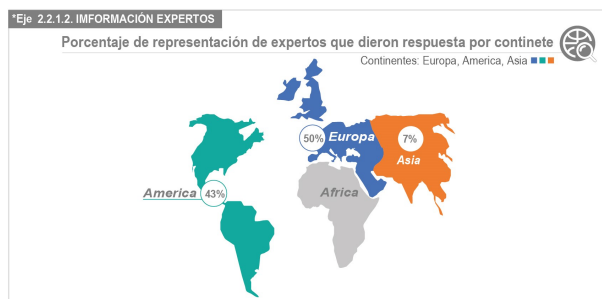 *Eje 2.2.1.2. IMFORMACIÓN EXPERTOS
Porcentaje de representación de expertos que dieron respuesta por continete
Continentes: Europa, America, Asia
50% Europa
7%
Asia
America 43%
Africa